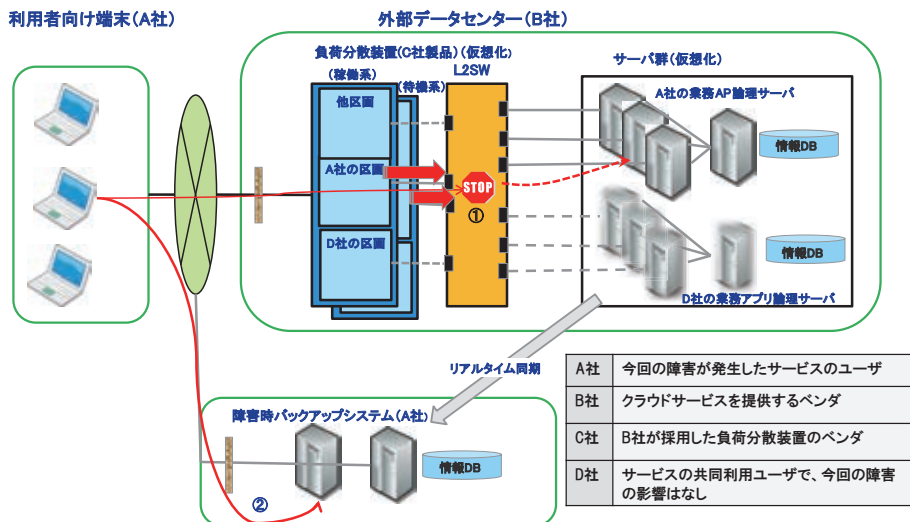 利用者向け端末(A社)
外部データセンター(B社)
負荷分散装置(C社製品)(仮想化)
(稼働系)
(待機系)
L2SW
サーバ群(仮想化)
他区画
A社の区画
D社の区画
STOP
①
A社の業務AP論理サーバ
情報DB
情報DB
D社の業務アプリ論理サーバ
リアルタイム同期
障害時バックアップシステム(A社)
情報DB
②
A社 今回の障害が発生したサービスのユーザ
B社 クラウドサービスを提供するベンダ
C社 B社が採用した負荷分散装置のベンダ
D社 サービスの共同利用ユーザで、今回の障害
の影響はなし